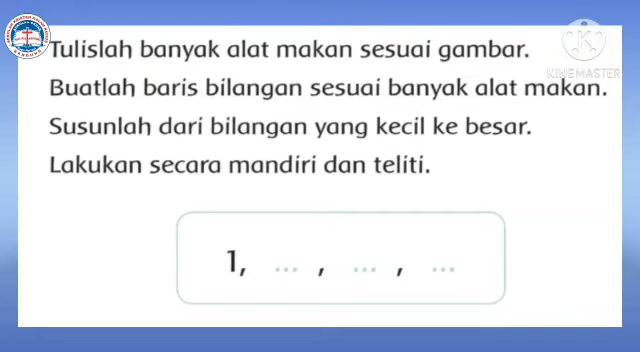 Tulislah banyak alat makan sesuai gambar.
KINEMASTER
Buatlah baris bilangan sesuai banyak alat makan.
Susunlah dari bilangan yang kecil ke besar.
Lakukan secara mandiri dan teliti.
1, ... , ... , ...